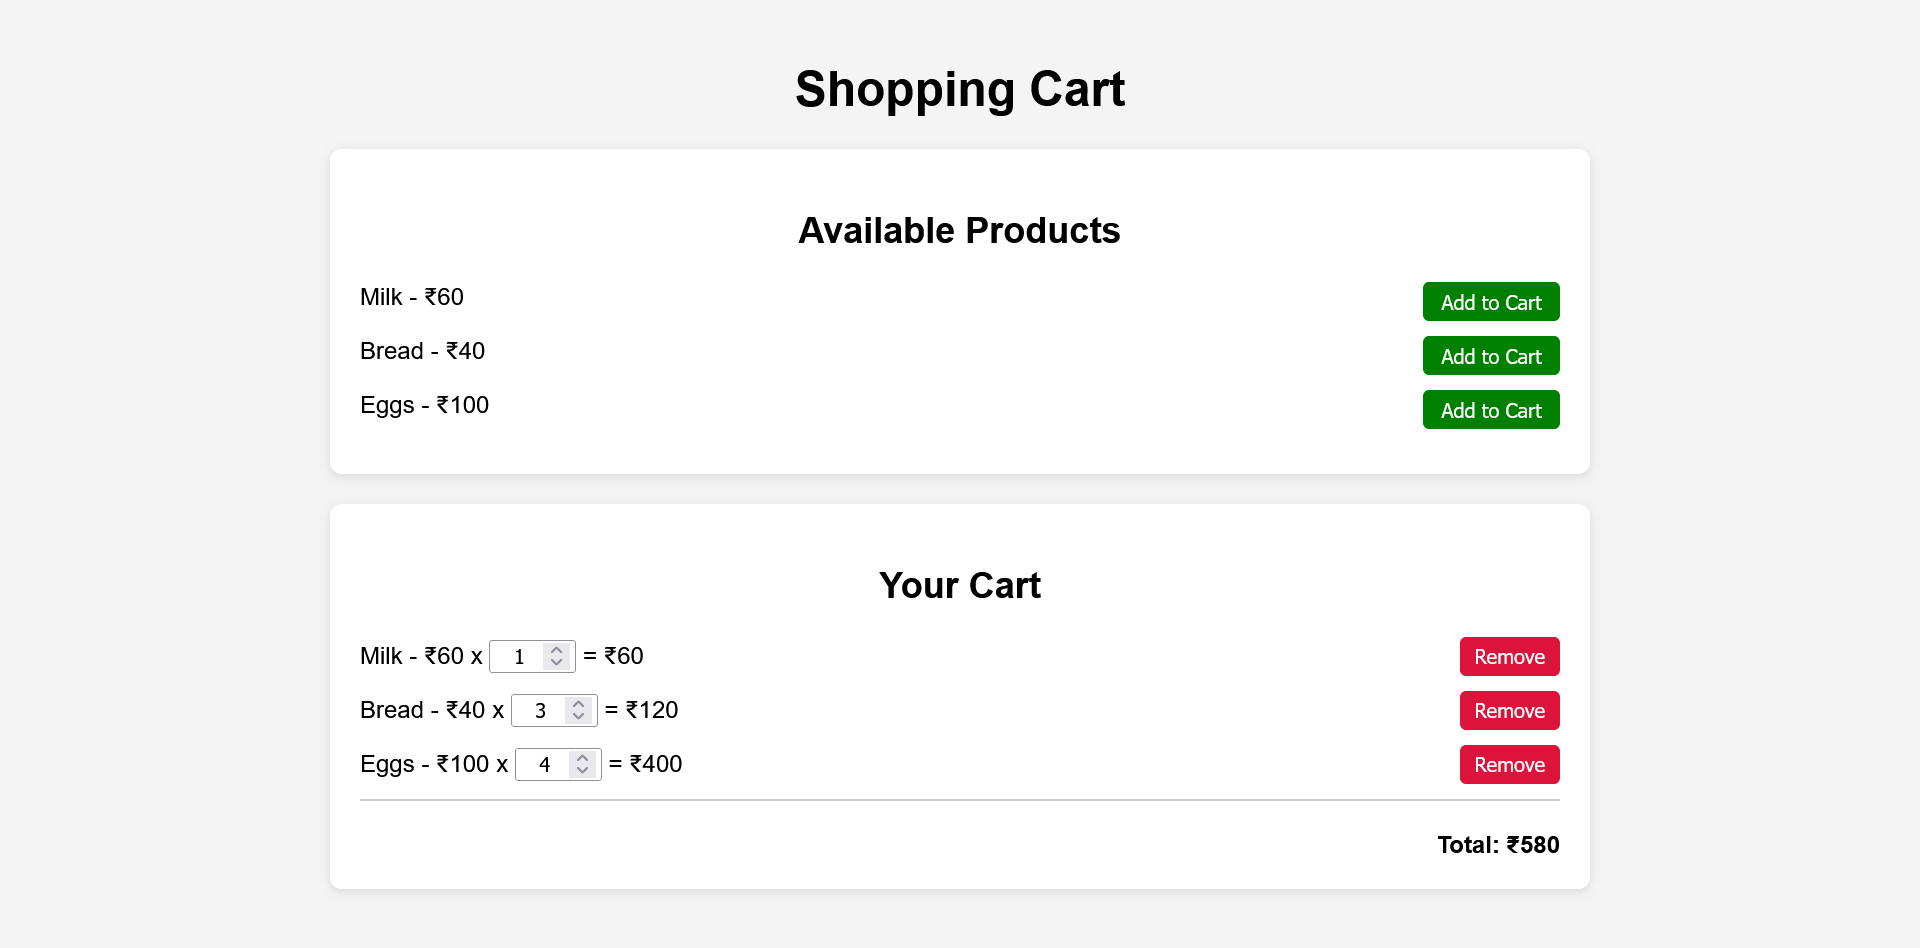 Shopping Cart
Available Products
Milk - ₹60 Add to Cart
Bread - ₹40 Add to Cart
Eggs - ₹100 Add to Cart
Your Cart
Milk - ₹60 x 1 = ₹60 Remove
Bread - ₹40 x 3 = ₹120 Remove
Eggs - ₹100 x 4 = ₹400 Remove
Total: ₹580